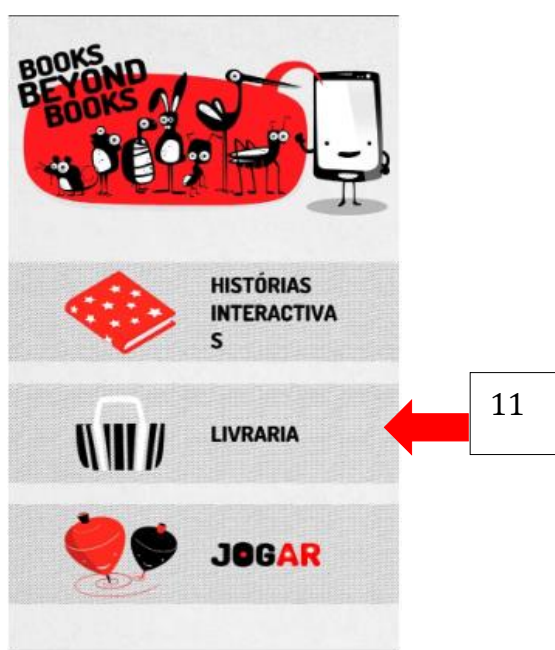 BOOKS
BEYOND
BOOKS
HISTÓRIAS
INTERACTIVA
S
LIVRARIA
11
JOGAR